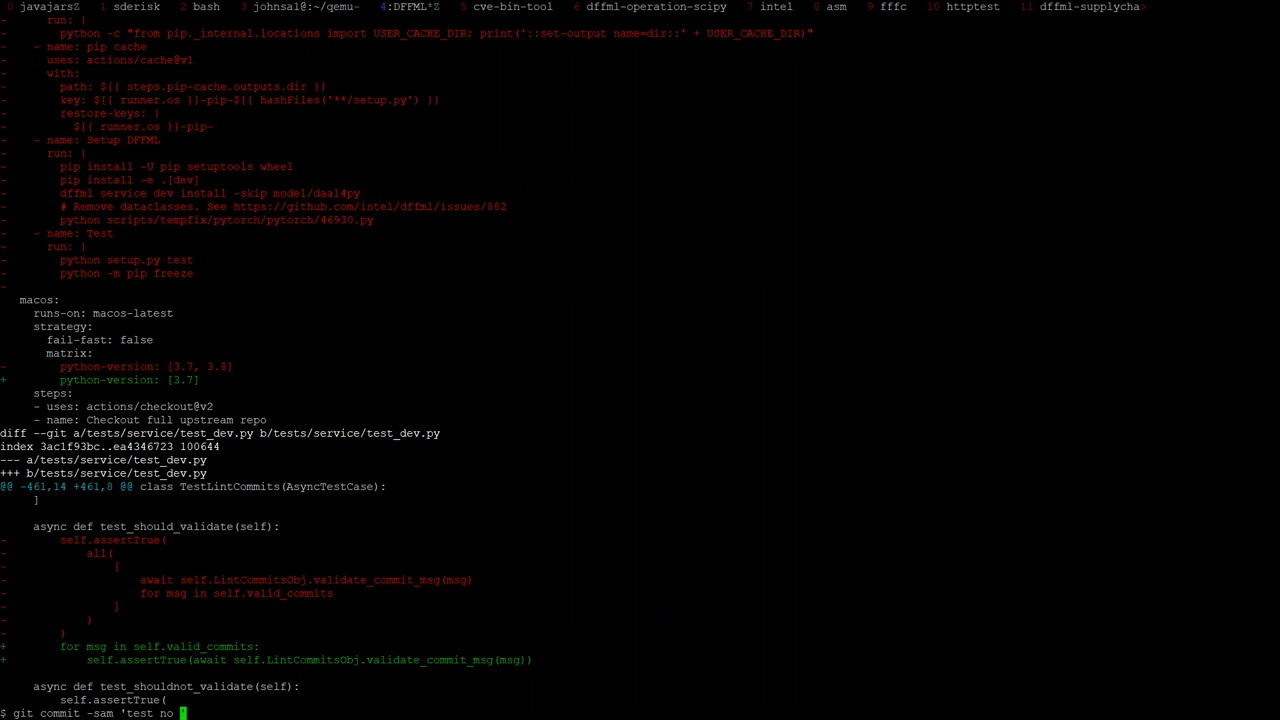 0 javajarsZ 1 sderisk 2 bash 3 johnsal@:~/qemu- 4:DFFML*Z 5 cve-bin-tool 6 dffml-operation-scipy 7 intel 8 asm 9 fffc 10 httptest 11 dffml-supplycha>
- run: |
- python -c "from pip._internal.locations import USER_CACHE_DIR; print('::set-output name=dir::' + USER_CACHE_DIR)"
- - name: pip cache
- uses: actions/cache@v1
- with:
- path: ${{ steps.pip-cache.outputs.dir }}
- key: ${{ runner.os }}-pip-${{ hashFiles('**/setup.py') }}
- restore-keys: |
- ${{ runner.os }}-pip-
- - name: Setup DFFML
- run: |
- pip install -U pip setuptools wheel
- pip install -e .[dev]
- dffml service dev install -skip model/daal4py
- # Remove dataclasses. See https://github.com/intel/dffml/issues/882
- python scripts/tempfix/pytorch/pytorch/46930.py
- - name: Test
- run: |
- python setup.py test
- python -m pip freeze
-
macos:
runs-on: macos-latest
strategy:
fail-fast: false
matrix:
- python-version: [3.7, 3.8]
+ python-version: [3.7]
steps:
- uses: actions/checkout@v2
- name: Checkout full upstream repo
diff --git a/tests/service/test_dev.py b/tests/service/test_dev.py
index 3ac1f93bc..ea4346723 100644
--- a/tests/service/test_dev.py
+++ b/tests/service/test_dev.py
@@ -461,14 +461,8 @@ class TestLintCommits(AsyncTestCase):
]
async def test_should_validate(self):
- self.assertTrue(
- all(
- [
- await self.LintCommitsObj.validate_commit_msg(msg)
- for msg in self.valid_commits
- ]
- )
- )
+ for msg in self.valid_commits:
+ self.assertTrue(await self.LintCommitsObj.validate_commit_msg(msg))
async def test_shouldnot_validate(self):
self.assertTrue(
$ git commit -sam 'test no '